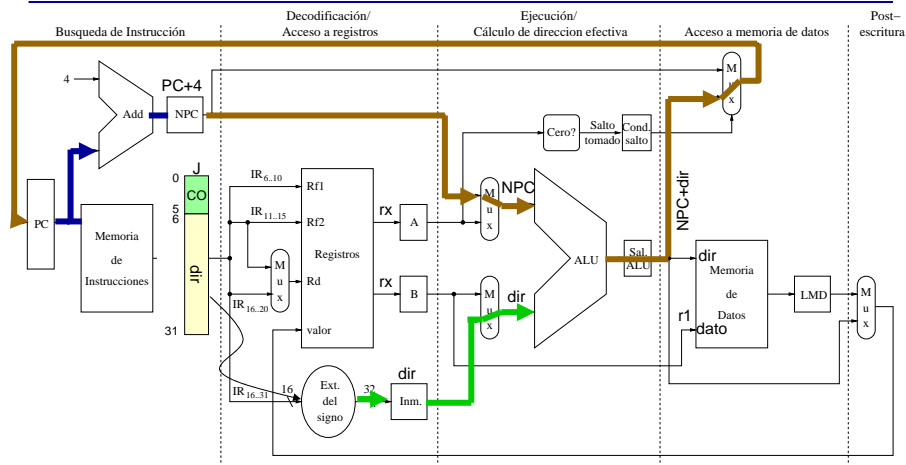 Decodificación/
Acceso a registros
Ejecución/
Cálculo de direccion efectiva
Post–
escritura
Busqueda de Instrucción
Acceso a memoria de datos
4
Add
PC+4
NPC
M
u
x
Cero?
Salto
tomado
Cond.
salto
0
J
CO
5
6
dir
31
PC
Memoria
de
Instrucciones
IR6..10
IR11..15
IR16..20
IR16..31
M
u
x
Rf1
Rf2
Registros
Rd
valor
rx
A
rx
B
NPC
M
u
x
dir
M
u
x
ALU
Sal.
ALU
NPC+dir
dir
Memoria
de
Datos
r1
dato
LMD
M
u
x
16
Ext.
del
signo
32
dir
Inm.